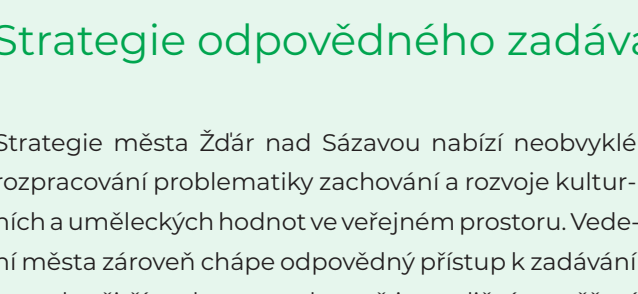 Strategie odpovědného zadává
Strategie města Žďár nad Sázavou nabízí neobvyklé
rozpracování problematiky zachování a rozvoje kultur-
ních a uměleckých hodnot ve veřejném prostoru. Vede-
ní města zároveň chápe odpovědný přístup k zadávání